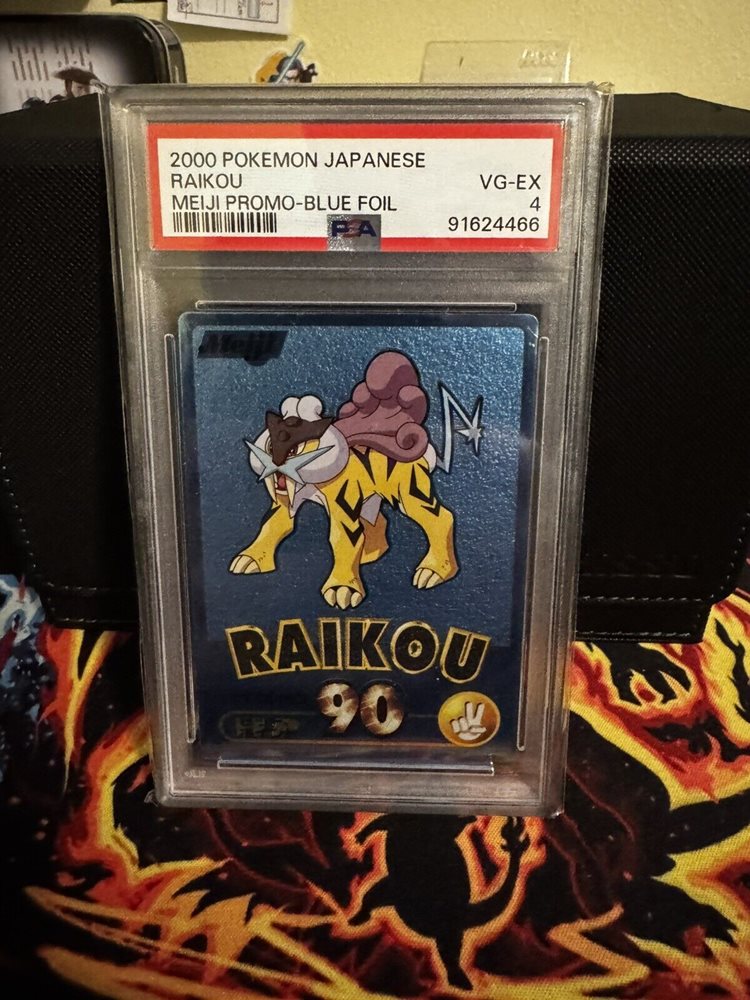 2000 POKEMON JAPANESE
RAIKOU VG-EX
MEIJI PROMO-BLUE FOIL 4
PSA 91624466
Meiji
RAIKOU
90